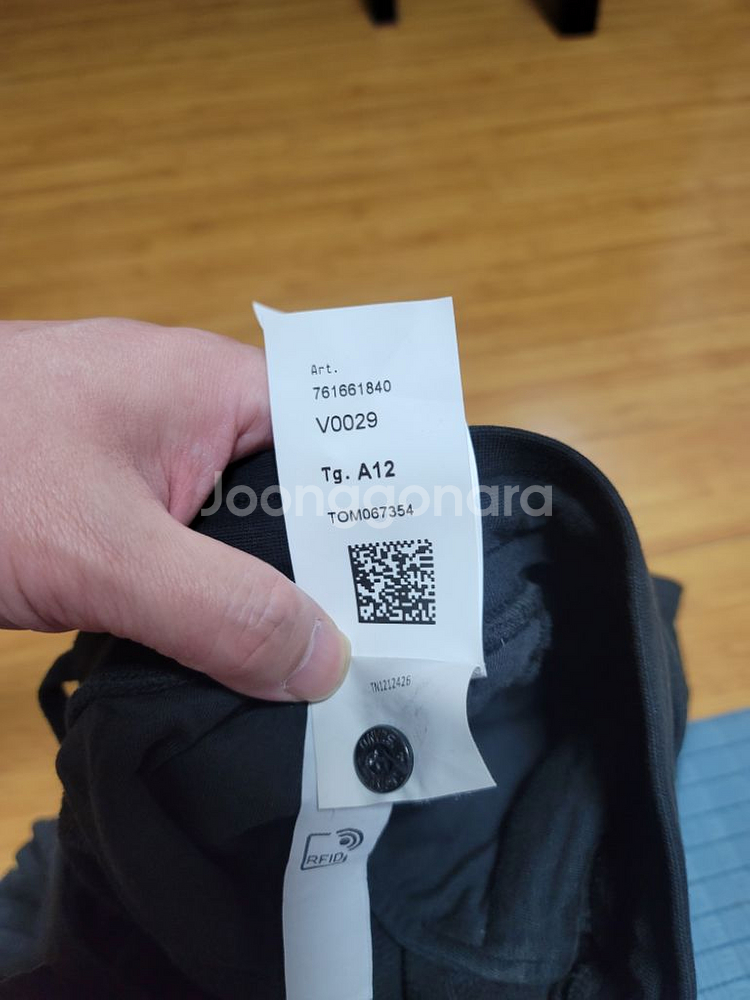 Art.
761661840
V0029
Tg. A12
Joonggonara
TOM067354
TN1212426
RFID